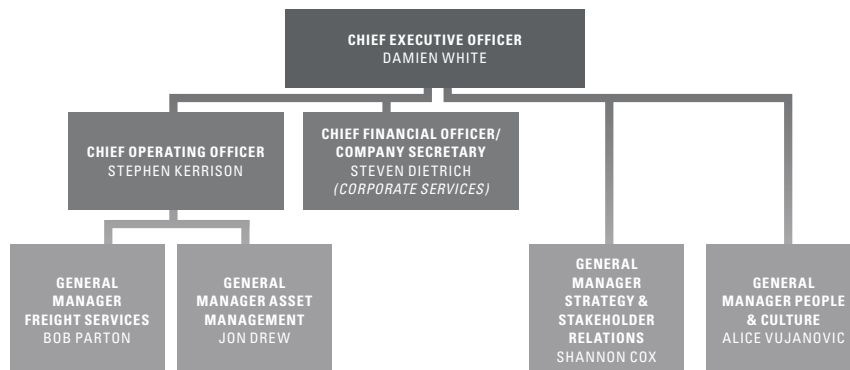 CHIEF EXECUTIVE OFFICER
DAMIEN WHITE
CHIEF OPERATING OFFICER
STEPHEN KERRISON
CHIEF FINANCIAL OFFICER/
COMPANY SECRETARY
STEVEN DIETRICH
(CORPORATE SERVICES)
GENERAL
MANAGER
FREIGHT SERVICES
BOB PARTON
GENERAL
MANAGER ASSET
MANAGEMENT
JON DREW
GENERAL
MANAGER
STRATEGY &
STAKEHOLDER
RELATIONS
SHANNON COX
GENERAL
MANAGER PEOPLE
& CULTURE
ALICE VUJANOVIC